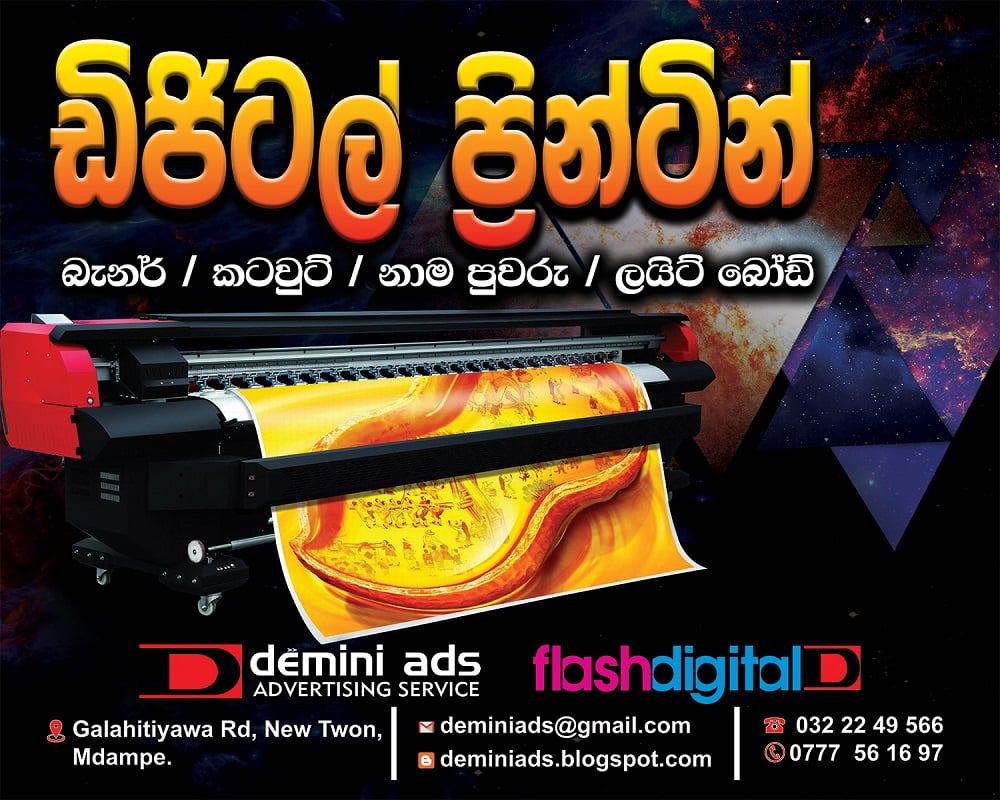 ඩිජිටල් ප්‍රින්ටින්
බැනර් / කටවුට් / නාම පුවරු / ලයිට් බෝඩ්
dëmini ads
ADVERTISING SERVICE
flashdigital
Galahitiyawa Rd, New Twon,
Mdampe.
deminiads@gmail.com
deminiads.blogspot.com
032 22 49 566
0777 56 16 97